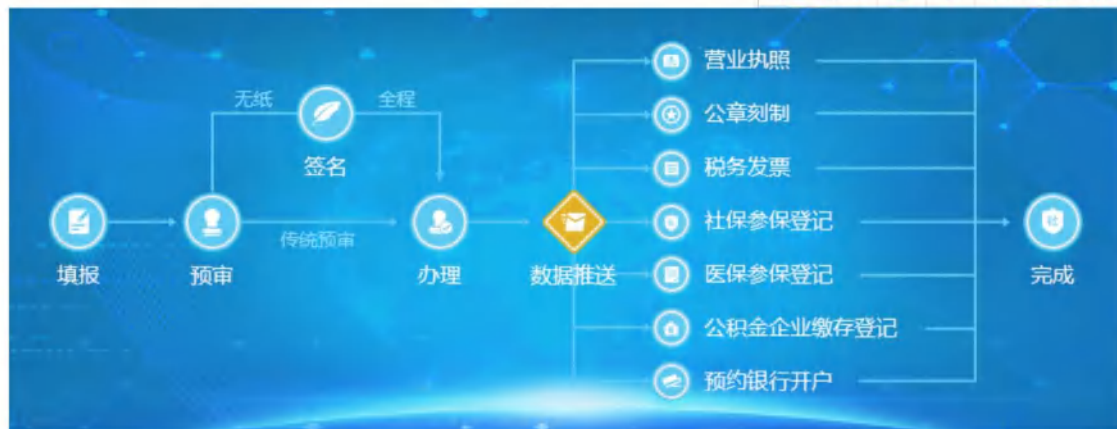 无纸
全程
签名
填报
预审
传统预审
办理
数据推送
营业执照
公章刻制
税务发票
社保参保登记
医保参保登记
公积金企业缴存登记
预约银行开户
完成